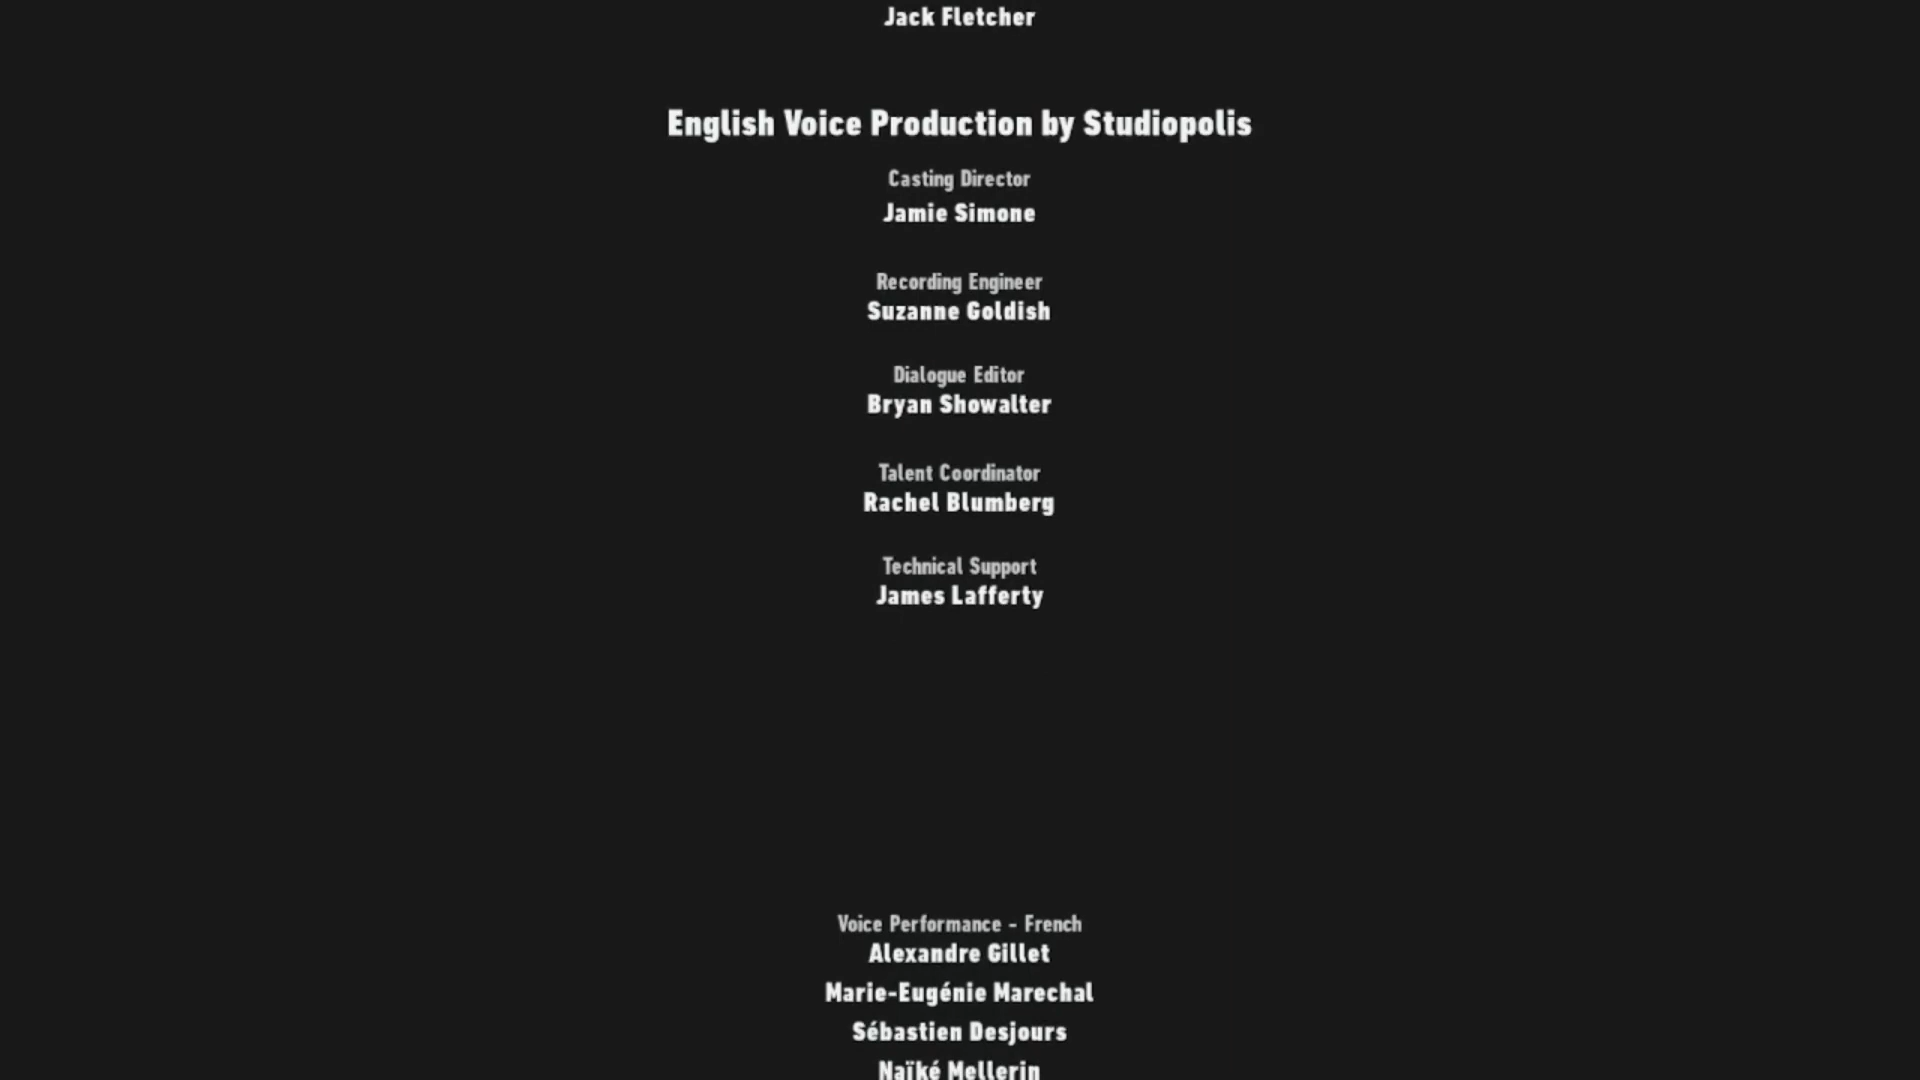 Jack Fletcher
English Voice Production by Studiopolis
Casting Director
Jamie Simone
Recording Engineer
Suzanne Goldish
Dialogue Editor
Bryan Showalter
Talent Coordinator
Rachel Blumberg
Technical Support
James Lafferty
Voice Performance - French
Alexandre Gillet
Marie-Eugénie Marechal
Sébastien Desjours
Naïké Mellerin